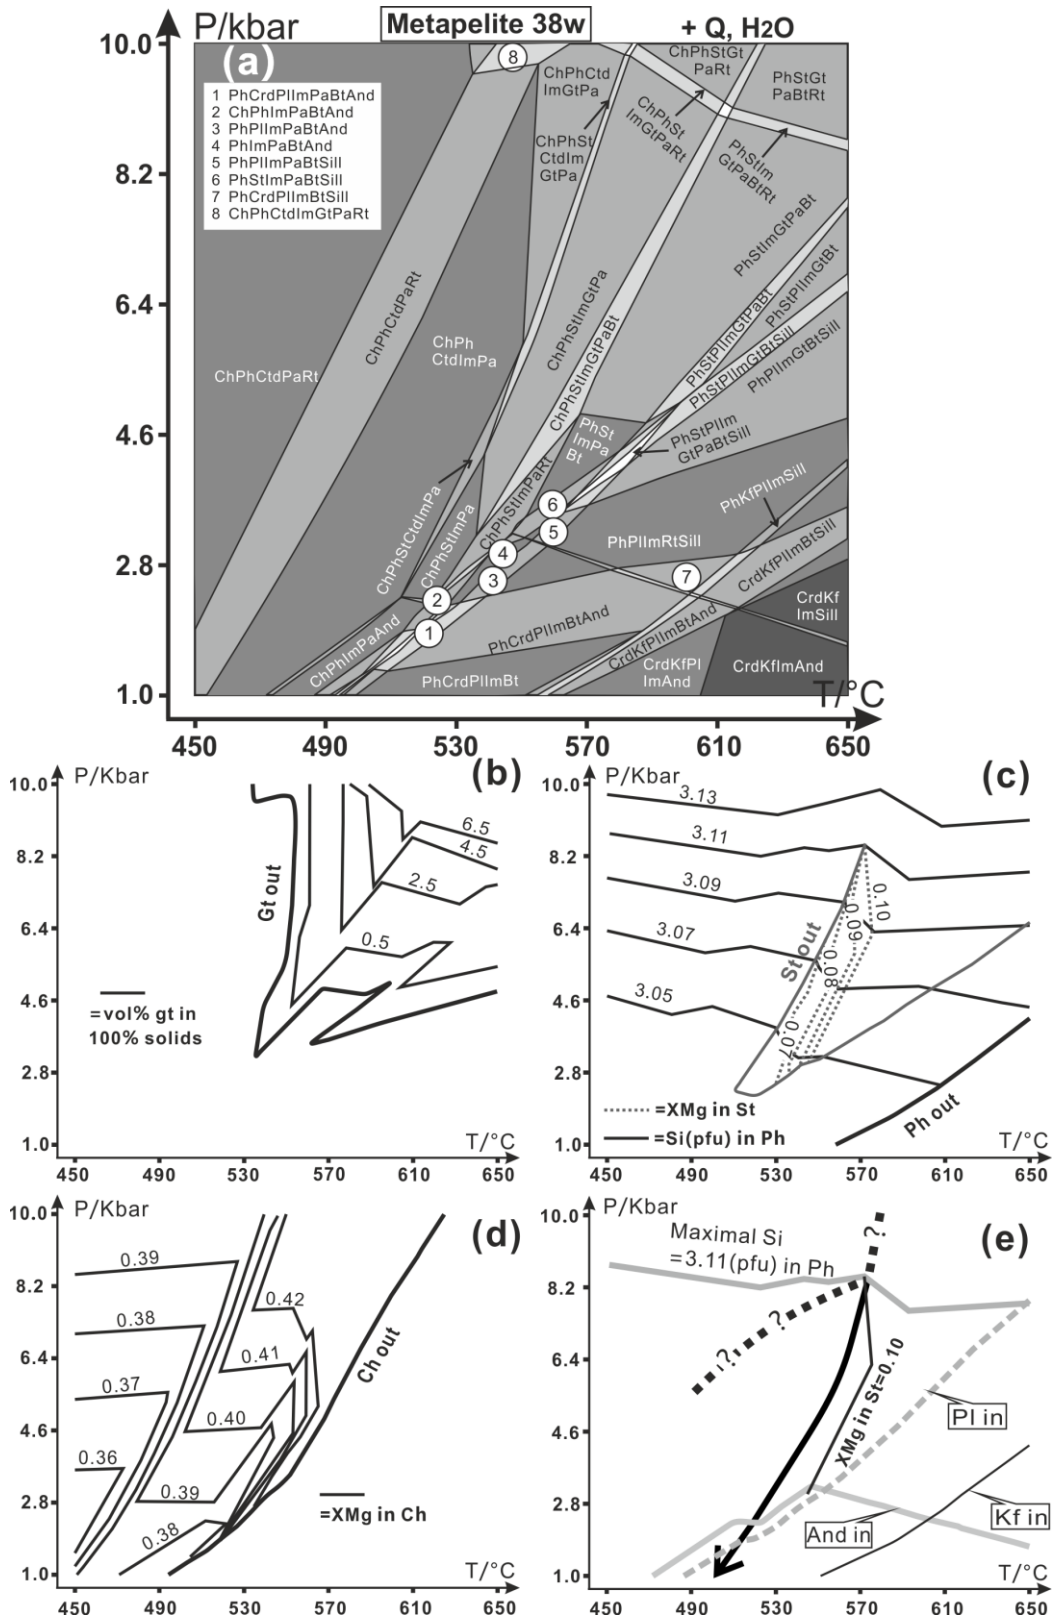 P/kbar
Metapelite 38w
+ Q, H2O
(a)
1 PhCrdPlImPaBtAnd
2 ChPhImPaBtAnd
3 PhPlImPaBtAnd
4 PhImPaBtAnd
5 PhPlImPaBtSill
6 PhStImPaBtSill
7 PhCrdPlImBtSill
8 ChPhCtdImGtPaRt
10.0
8.2
6.4
4.6
2.8
1.0
8
ChPhCtd
ImGtPa
ChPhStGt
PaRt
PhStGt
PaBtRt
ChPhSt
CtdIm
GtPa
ChPhSt
ImGtPaRt
PhStIm
GtPaBtRt
PhStImGtPaBt
ChPhCtdPaRt
ChPhCtdPaRt
ChPh
CtdImPa
ChPhStImGtPa
ChPhStImGtPaBt
PhStPlImGtPaBt
PhStPlImGtBt
PhStPlImGtBtSill
PhPlImGtBtSill
PhSt
ImPa
Bt
PhStPlIm
GtPaBtSill
ChPhStCtdImPa
ChPhStImPa
ChPhStImPaRt
PhKfPlImSill
PhPlImRtSill
CrdKfPlImBtSill
6
5
4
3
2
1
7
ChPhImPaAnd
PhCrdPlImBtAnd
PhCrdPlImBt
CrdKfPlImBtAnd
CrdKfPl
ImAnd
CrdKf
ImSill
CrdKfImAnd
T/°C
450 490 530 570 610 650
P/Kbar
(b)
10.0
8.2
6.4
4.6
2.8
1.0
6.5
4.5
2.5
0.5
Gt out
=vol% gt in
100% solids
T/°C
450 490 530 570 610 650
P/Kbar
(c)
10.0
8.2
6.4
4.6
2.8
1.0
3.13
3.11
3.09
3.07
3.05
St out
0.10
0.09
0.08
0.07
=XMg in St
=Si(pfu) in Ph
Ph out
T/°C
450 490 530 570 610 650
P/Kbar
(d)
10.0
8.2
6.4
4.6
2.8
1.0
0.39
0.38
0.37
0.36
0.42
0.41
0.40
0.39
0.38
Ch out
=XMg in Ch
T/°C
450 490 530 570 610 650
P/Kbar
(e)
10.0
8.2
6.4
4.6
2.8
1.0
Maximal Si
=3.11(pfu) in Ph
?
?
?
XMg in St=0.10
Pl in
And in
Kf in
T/°C
450 490 530 570 610 650